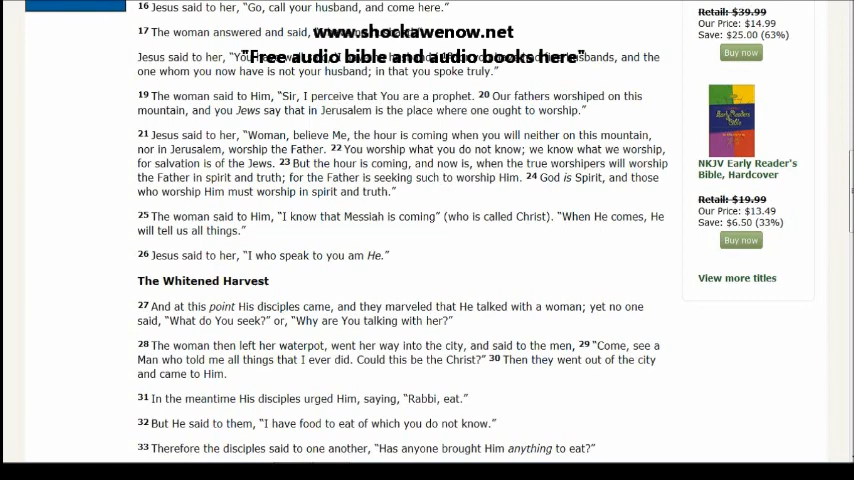 16 Jesus said to her, “Go, call your husband, and come here.”
17 The woman answered and said,
www.shockawenow.net
"Free audio bible and audio books here"
Jesus said to her, “You
husbands, and the
one whom you now have is not your husband; in that you spoke truly.”
19 The woman said to Him, “Sir, I perceive that You are a prophet. 20 Our fathers worshiped on this
mountain, and you Jews say that in Jerusalem is the place where one ought to worship.”
21 Jesus said to her, “Woman, believe Me, the hour is coming when you will neither on this mountain,
nor in Jerusalem, worship the Father. 22 You worship what you do not know; we know what we worship,
for salvation is of the Jews. 23 But the hour is coming, and now is, when the true worshipers will worship
the Father in spirit and truth; for the Father is seeking such to worship Him. 24 God is Spirit, and those
who worship Him must worship in spirit and truth.”
25 The woman said to Him, “I know that Messiah is coming” (who is called Christ). “When He comes, He
will tell us all things.”
26 Jesus said to her, “I who speak to you am He.”
The Whitened Harvest
27 And at this point His disciples came, and they marveled that He talked with a woman; yet no one
said, “What do You seek?” or, “Why are You talking with her?”
28 The woman then left her waterpot, went her way into the city, and said to the men, 29 “Come, see a
Man who told me all things that I ever did. Could this be the Christ?” 30 Then they went out of the city
and came to Him.
31 In the meantime His disciples urged Him, saying, “Rabbi, eat.”
32 But He said to them, “I have food to eat of which you do not know.”
33 Therefore the disciples said to one another, “Has anyone brought Him anything to eat?”
Retail: $39.99
Our Price: $14.99
Save: $25.00 (63%)
Buy now
Early Reader's
Bible
NKJV Early Reader's
Bible, Hardcover
Retail: $19.99
Our Price: $13.49
Save: $6.50 (33%)
Buy now
View more titles